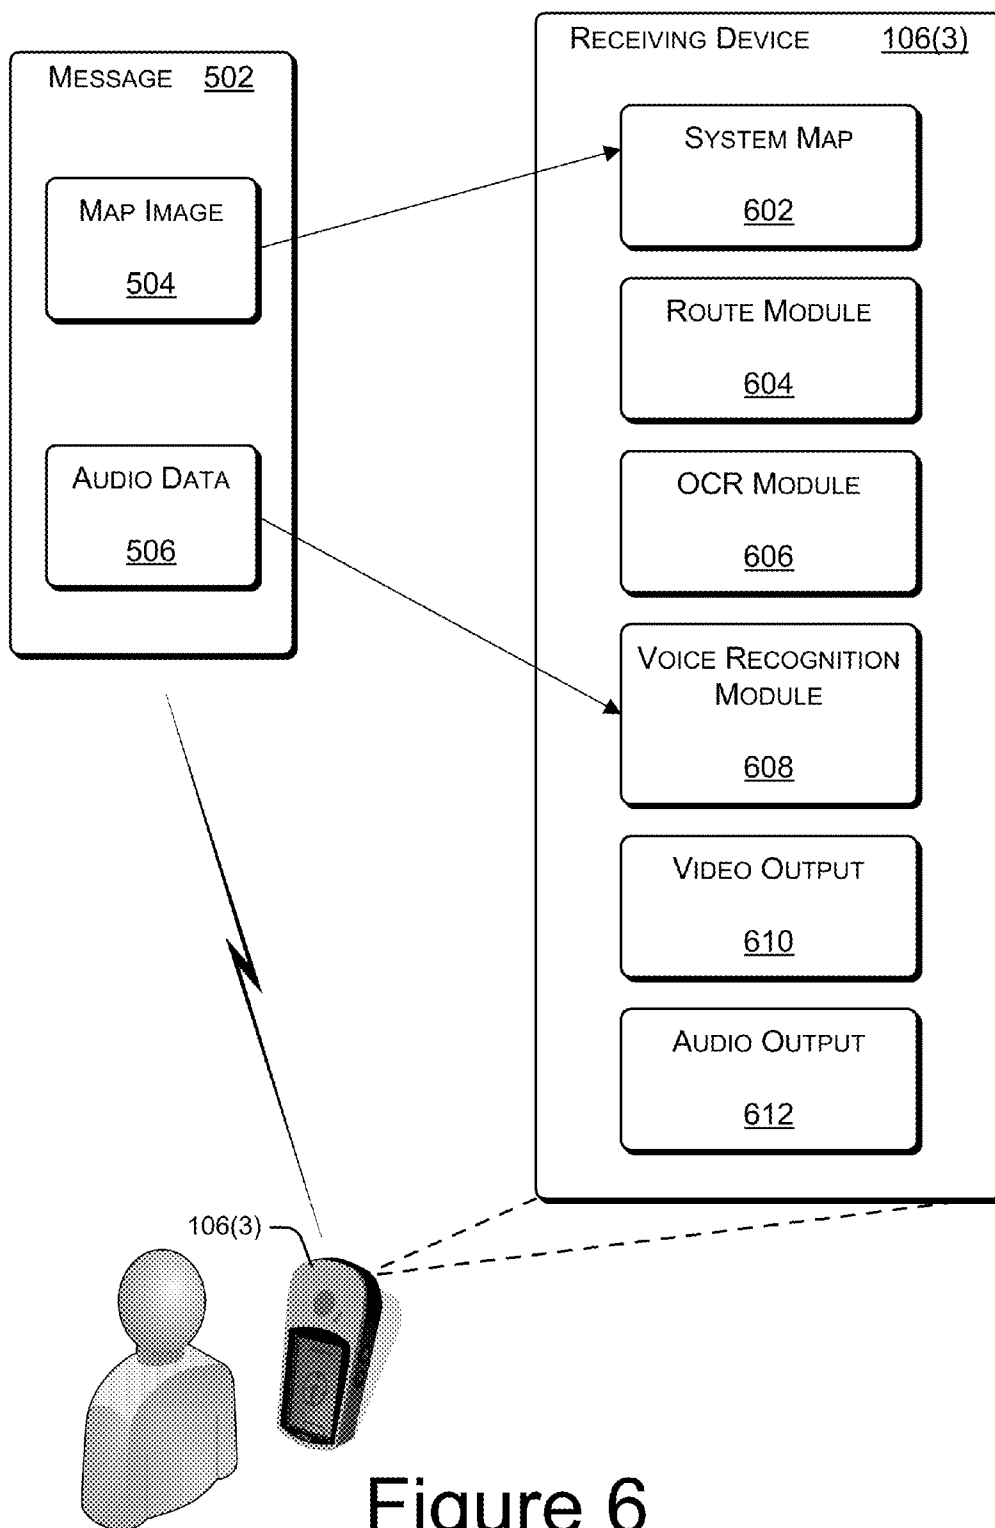 MESSAGE 502
MAP IMAGE
504
AUDIO DATA
506
RECEIVING DEVICE 106(3)
SYSTEM MAP
602
ROUTE MODULE
604
OCR MODULE
606
VOICE RECOGNITION
MODULE
608
VIDEO OUTPUT
610
AUDIO OUTPUT
612
106(3)
Figure 6